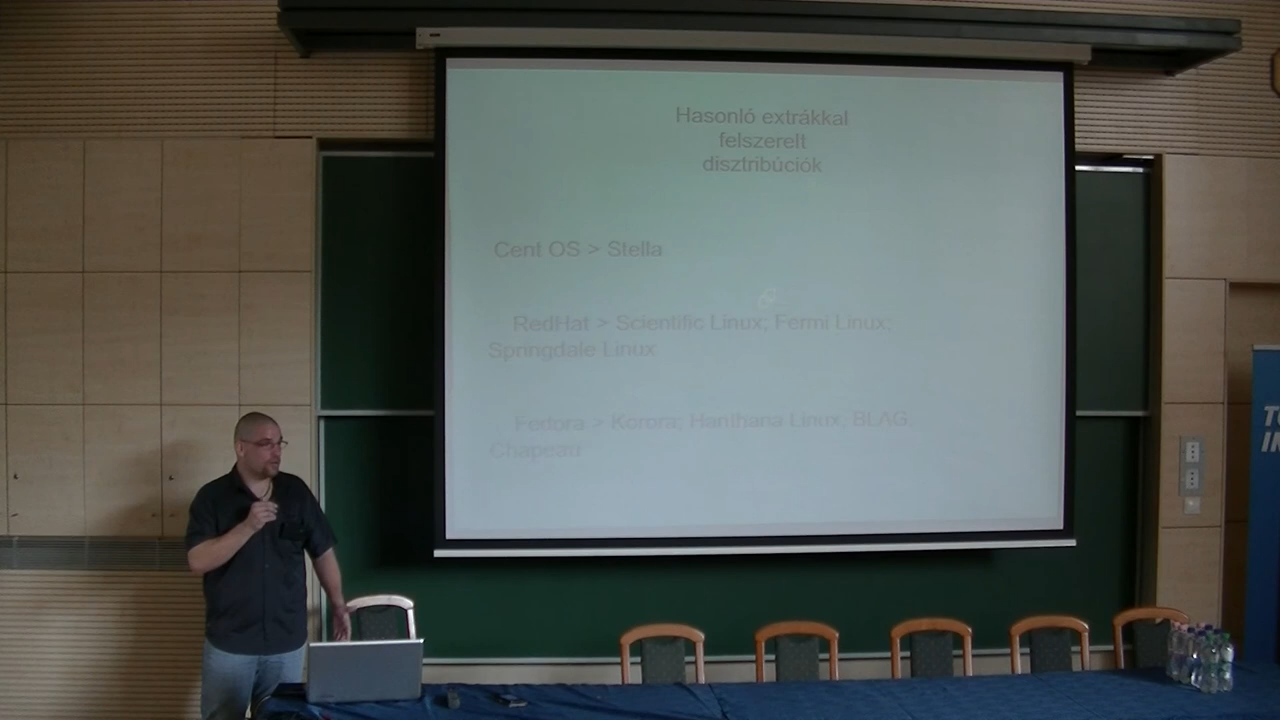 Hasonló extrákkal
felszerelt
disztribúciók
Cent OS > Stella
RedHat > Scientific Linux; Fermi Linux;
Springdale Linux
Fedora > Korora; Hanthana Linux; BLAG;
Chapeau